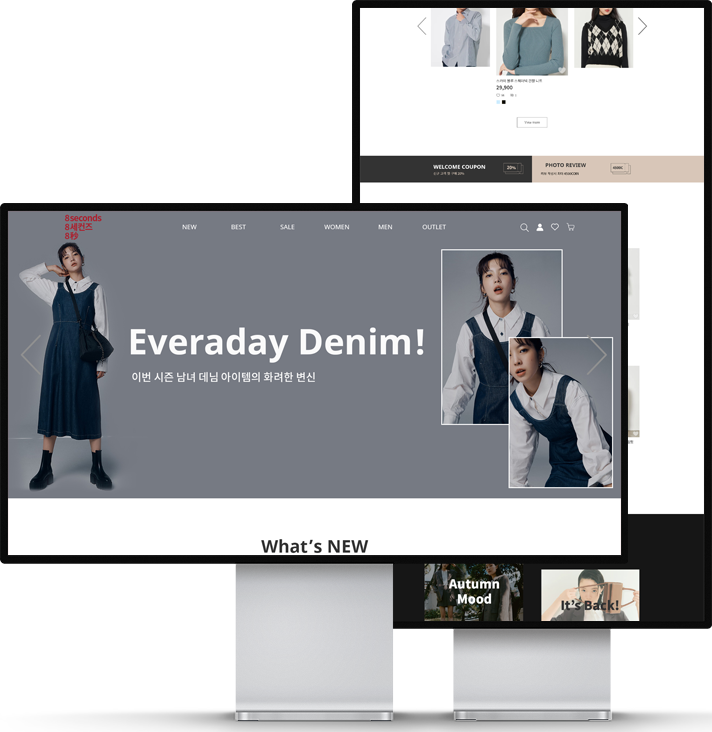 29,900
View more
WELCOME COUPON
20%
PHOTO REVIEW
8seconds
8세컨즈
8秒
NEW
BEST
SALE
WOMEN
MEN
OUTLET
Everaday Denim!
이번 시즌 남녀 데님 아이템의 화려한 변신
What's NEW
Autumn
Mood
It's Back!